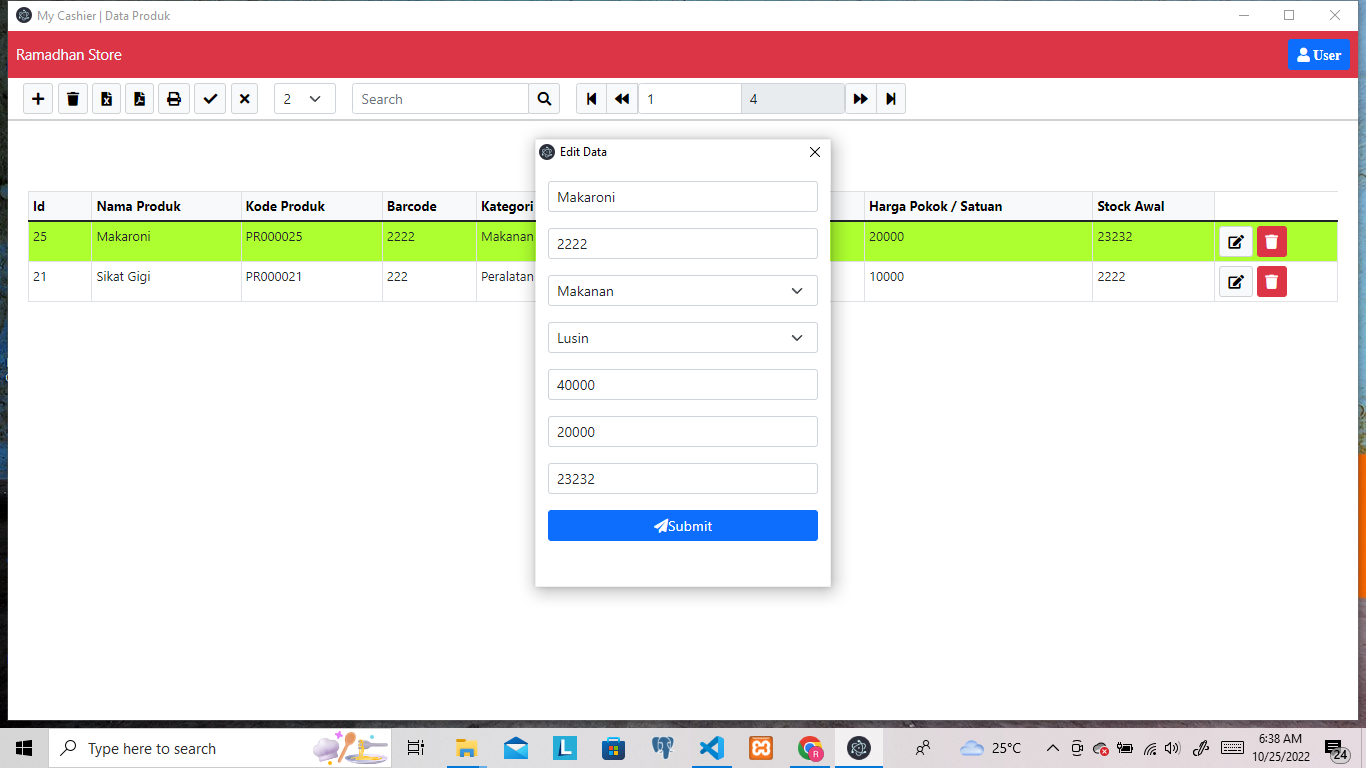 My Cashier | Data Produk
Ramadhan Store
User
2
Search
1
4
Edit Data
Makaroni
2222
Makanan
Lusin
40000
20000
23232
Submit
Id Nama Produk Kode Produk Barcode Kategori Harga Pokok / Satuan Stock Awal
25 Makaroni PR000025 2222 Makanan 20000 23232
21 Sikat Gigi PR000021 222 Peralatan 10000 2222
Type here to search
L
R
25°C
6:38 AM
10/25/2022
24